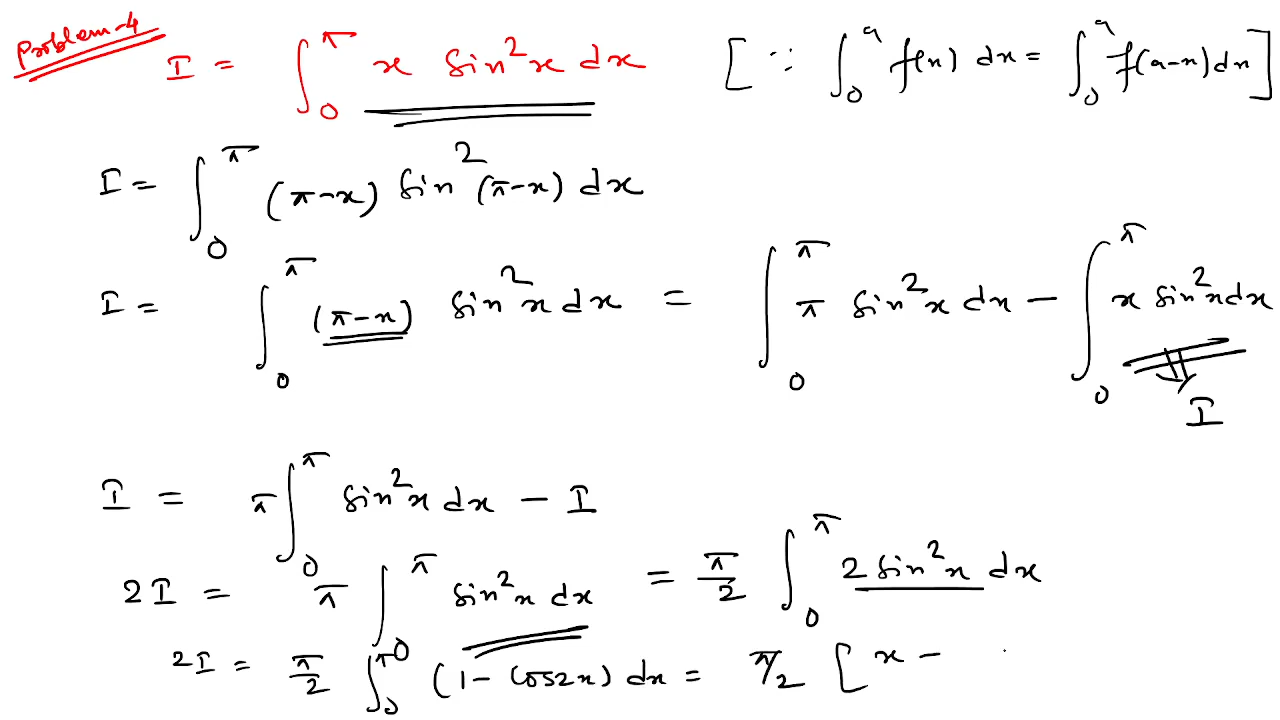 Problem-4
I = ∫₀^π x sin²x dx [∵ ∫₀^a f(x) dx = ∫₀^a f(a-x) dx]
I = ∫₀^π (π-x) sin²(π-x) dx
I = ∫₀^π (π-x) sin²x dx = ∫₀^π π sin²x dx - ∫₀^π x sin²x dx
⇓
I
I = π ∫₀^π sin²x dx - I
2I = π ∫₀^π sin²x dx = π/2 ∫₀^π 2 sin²x dx
2I = π/2 ∫₀^π (1 - cos2x) dx = π/2 [ x -